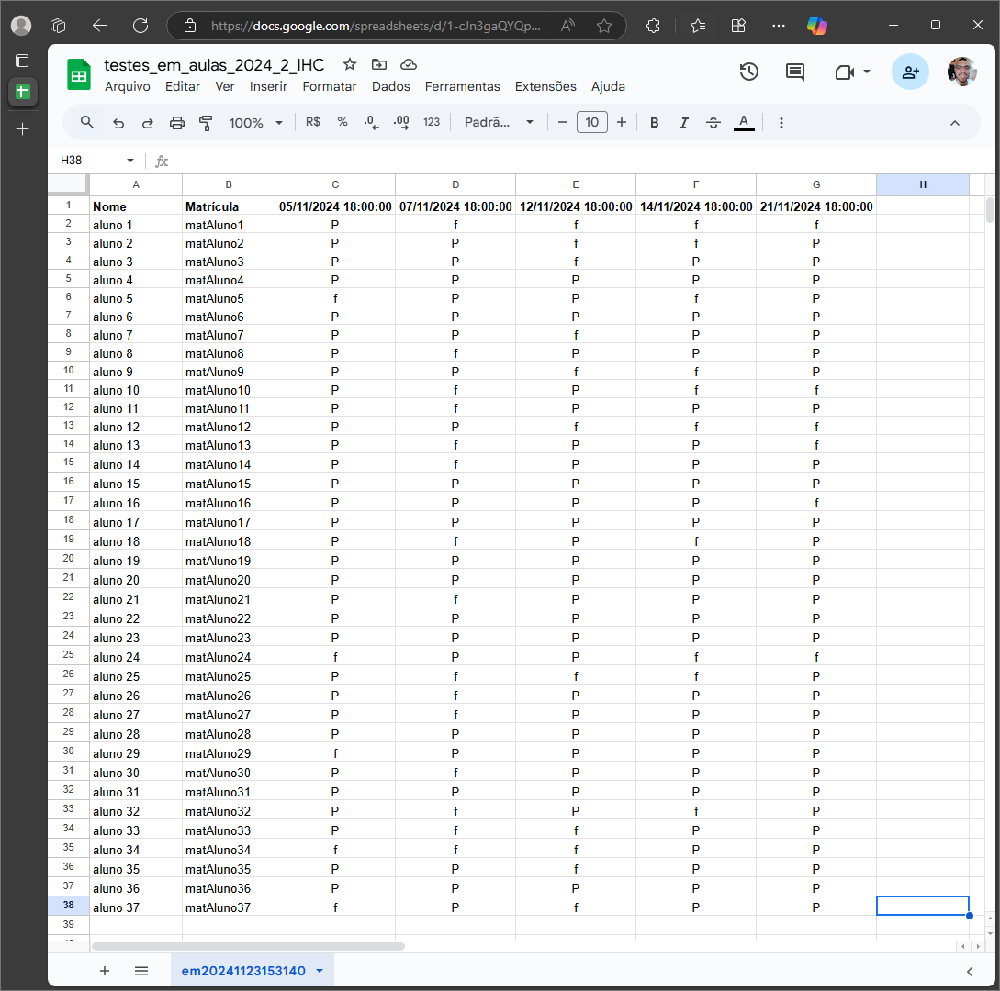 https://docs.google.com/spreadsheets/d/1-cJn3gaQYQp...
testes_em_aulas_2024_2_IHC
Arquivo Editar Ver Inserir Formatar Dados Ferramentas Extensões Ajuda
100% R$ % .0 .00 123 Padrã... 10 B I S A
H38 fx
A B C D E F G H
1 Nome Matrícula 05/11/2024 18:00:00 07/11/2024 18:00:00 12/11/2024 18:00:00 14/11/2024 18:00:00 21/11/2024 18:00:00
2 aluno 1 matAluno1 P f f f f
3 aluno 2 matAluno2 P P f f P
4 aluno 3 matAluno3 P P f P P
5 aluno 4 matAluno4 P P P P P
6 aluno 5 matAluno5 f P P f P
7 aluno 6 matAluno6 P P P P P
8 aluno 7 matAluno7 P P f P P
9 aluno 8 matAluno8 P f P P P
10 aluno 9 matAluno9 P P f f P
11 aluno 10 matAluno10 P f P f f
12 aluno 11 matAluno11 P f P P P
13 aluno 12 matAluno12 P P f f f
14 aluno 13 matAluno13 P f P P f
15 aluno 14 matAluno14 P f P P P
16 aluno 15 matAluno15 P P P P P
17 aluno 16 matAluno16 P P P P f
18 aluno 17 matAluno17 P P P P P
19 aluno 18 matAluno18 P f P f P
20 aluno 19 matAluno19 P P P P P
21 aluno 20 matAluno20 P P P P P
22 aluno 21 matAluno21 P f P P P
23 aluno 22 matAluno22 P P P P P
24 aluno 23 matAluno23 P P P P P
25 aluno 24 matAluno24 f P P f f
26 aluno 25 matAluno25 P f f f P
27 aluno 26 matAluno26 P f P P P
28 aluno 27 matAluno27 P f P P P
29 aluno 28 matAluno28 P P P P P
30 aluno 29 matAluno29 f P P P P
31 aluno 30 matAluno30 P f P P P
32 aluno 31 matAluno31 P P P P P
33 aluno 32 matAluno32 P f P f P
34 aluno 33 matAluno33 P f f P P
35 aluno 34 matAluno34 f f f P P
36 aluno 35 matAluno35 P P f P P
37 aluno 36 matAluno36 P P P P P
38 aluno 37 matAluno37 f P f P P
39
em20241123153140